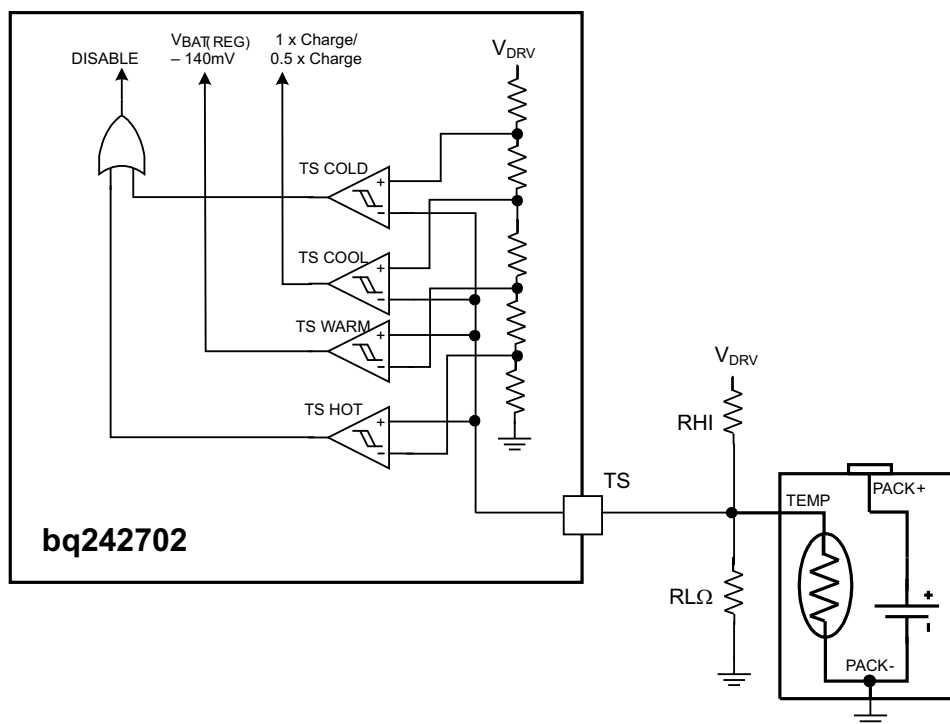 DISABLE
VBAT(REG)
– 140mV
1 x Charge/
0.5 x Charge
VDRV
TS COLD
+
–
TS COOL
+
–
TS WARM
+
–
TS HOT
+
–
VDRV
RHI
TS
TEMP
PACK+
bq242702
RLΩ
+
-
PACK-